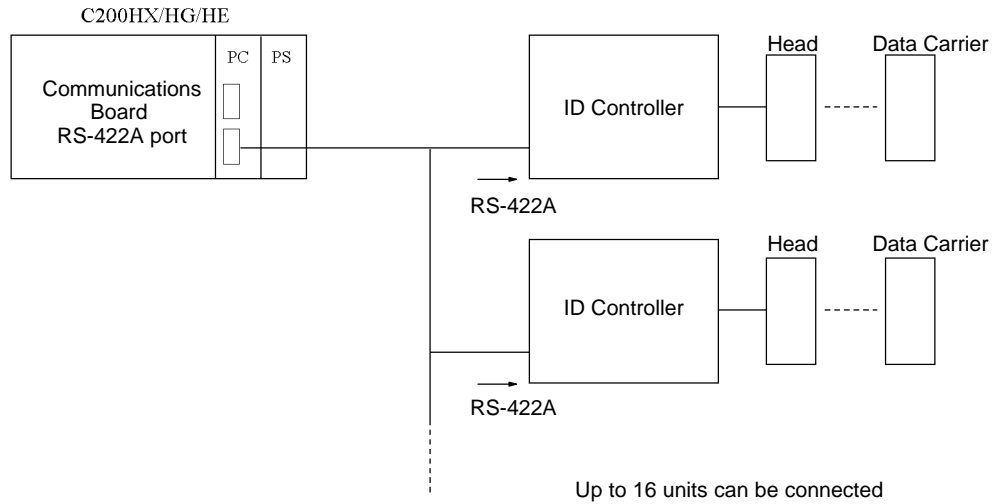 C200HX/HG/HE
PC
PS
Communications
Board
RS-422A port
ID Controller
Head
Data Carrier
RS-422A
ID Controller
Head
Data Carrier
RS-422A
Up to 16 units can be connected